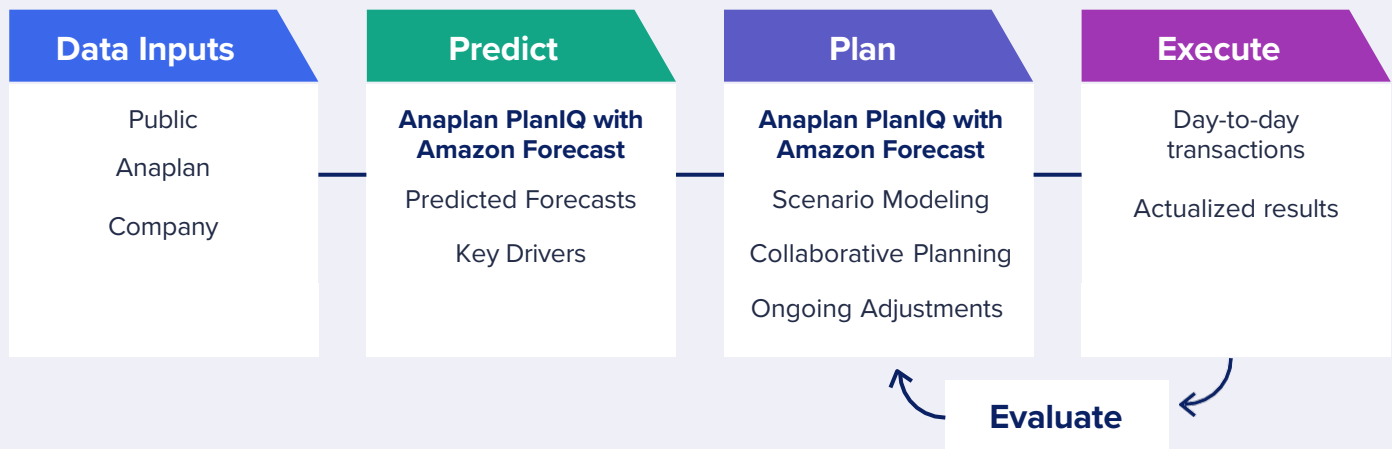 Data Inputs
Public
Anaplan
Company
Predict
Anaplan PlanIQ with
Amazon Forecast
Predicted Forecasts
Key Drivers
Plan
Anaplan PlanIQ with
Amazon Forecast
Scenario Modeling
Collaborative Planning
Ongoing Adjustments
Execute
Day-to-day
transactions
Actualized results
Evaluate